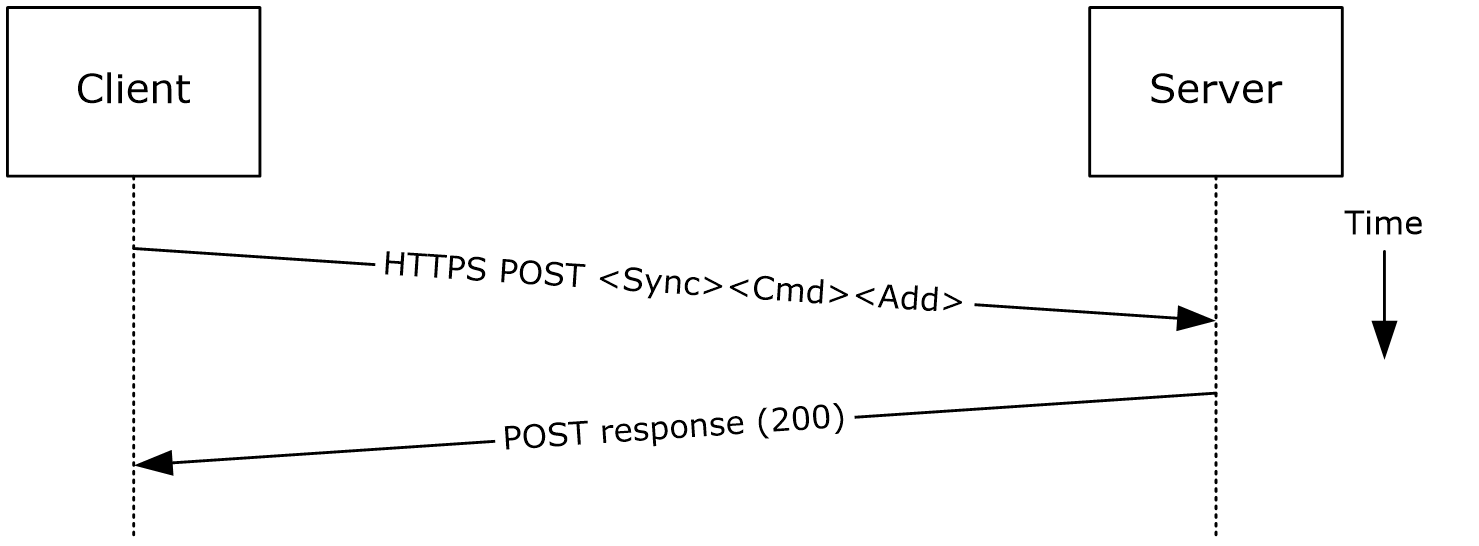 Client
Server
Time
HTTPS POST <Sync><Cmd><Add>
POST response (200)